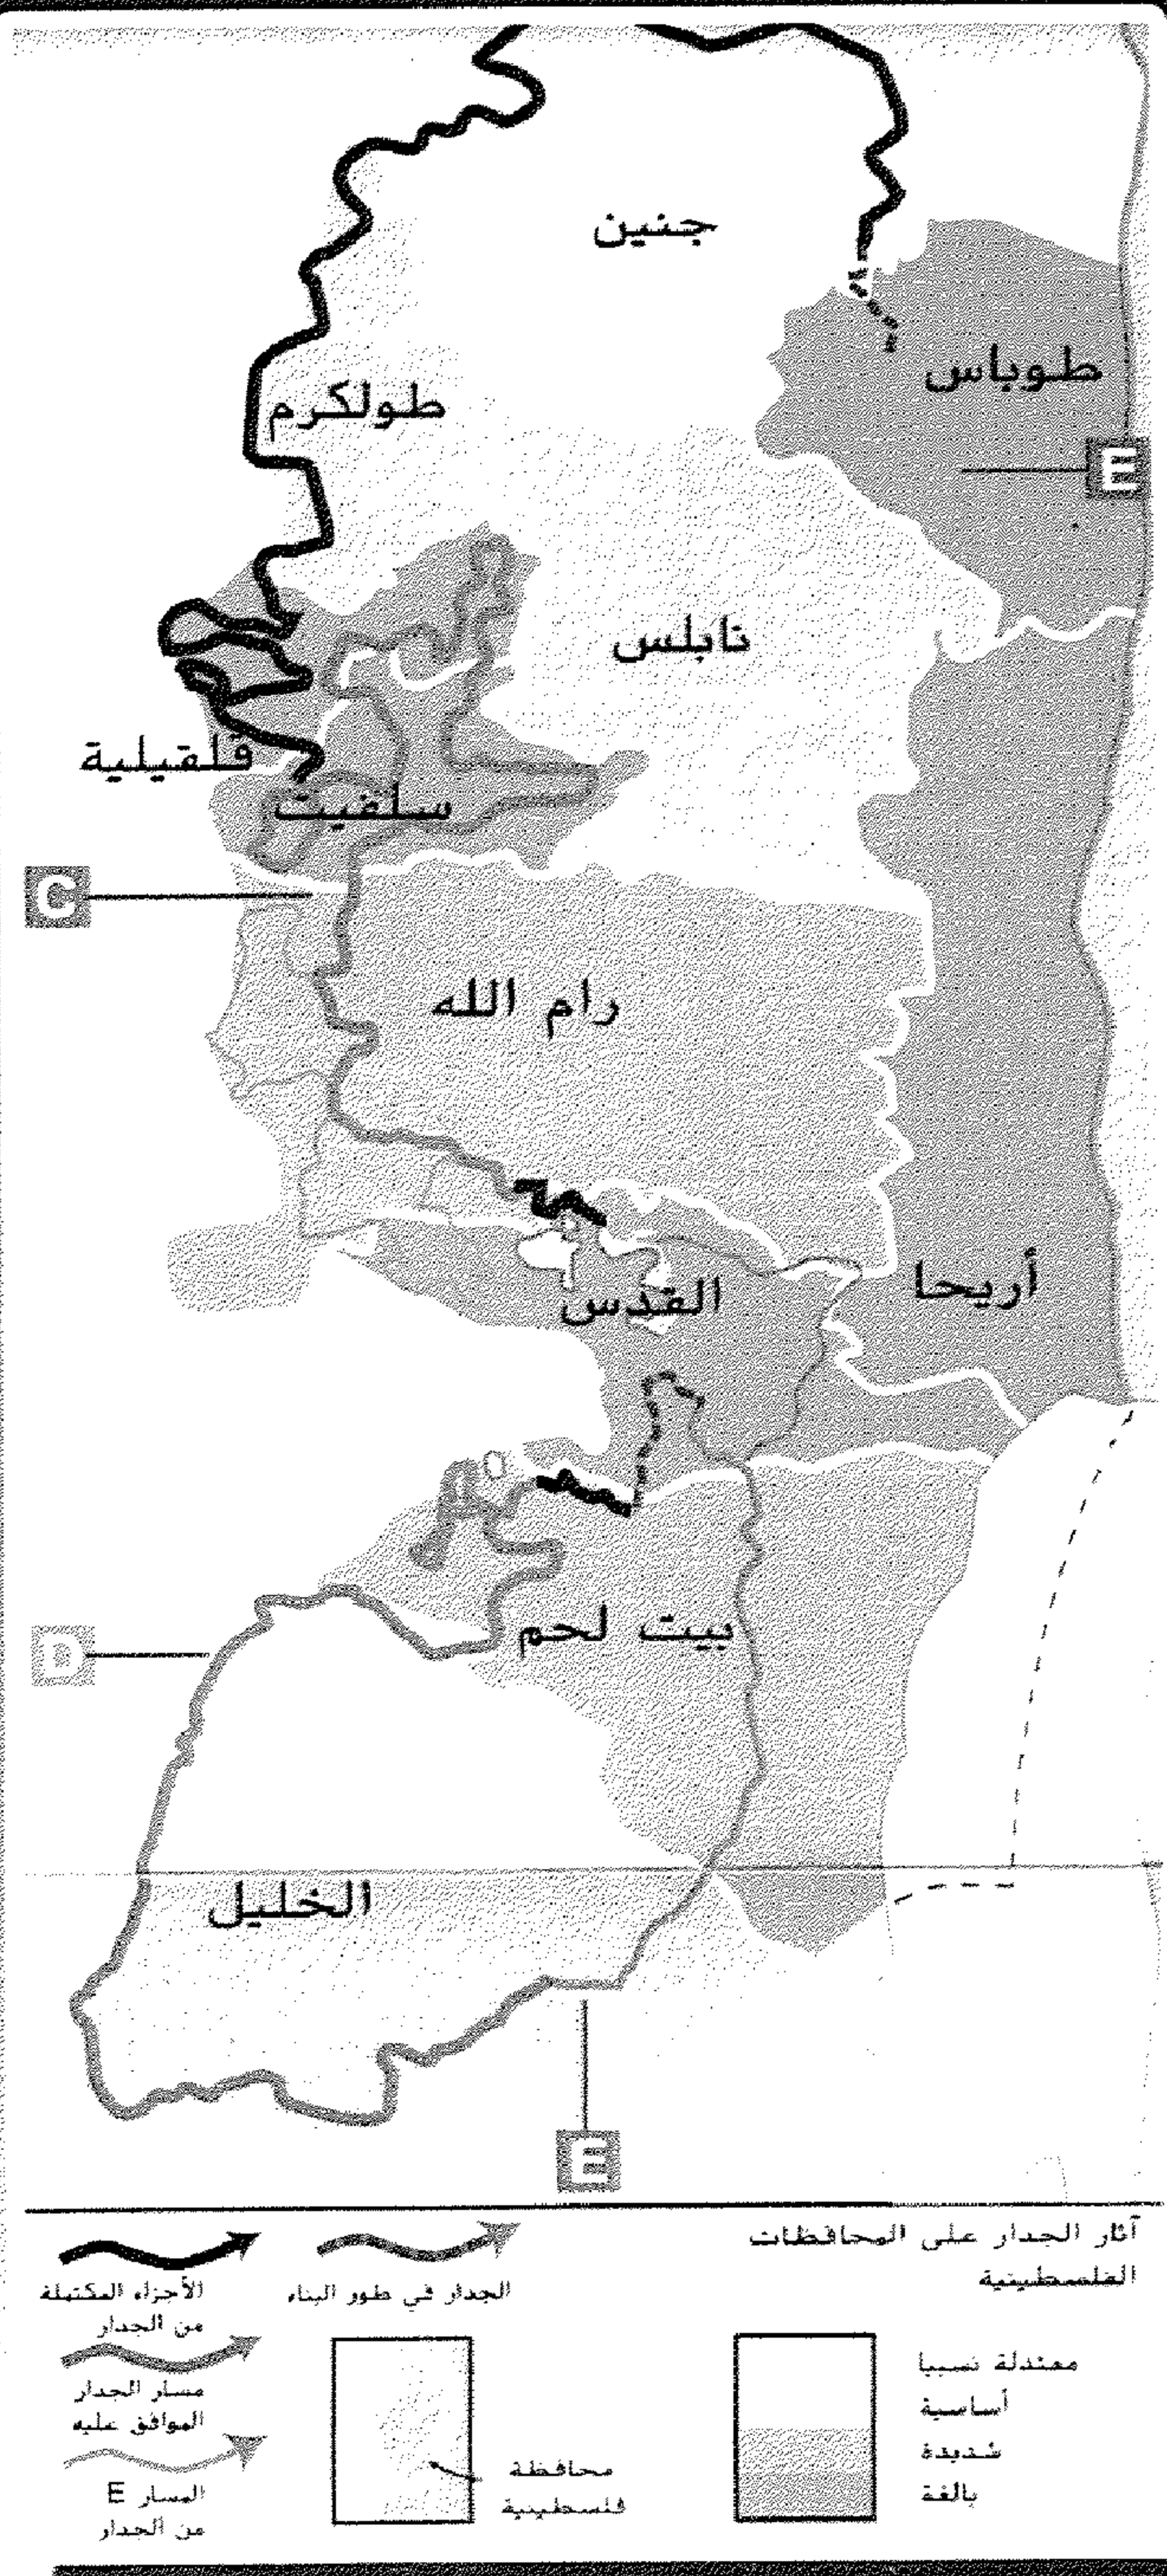 جنين
طوباس
E
طولكرم
نابلس
قلقيلية
سلفيت
C
رام الله
أريحا
القدس
بيت لحم
D
الخليل
E
آثار الجدار على المحافظات
الفلسطينية
معتدلة نسبيا
أساسية
شديدة
بالغة
محافظة
فلسطينية
الجدار في طور البناء
الأجزاء المكتملة
من الجدار
مسار الجدار
الموافق عليه
المسار E
من الجدار